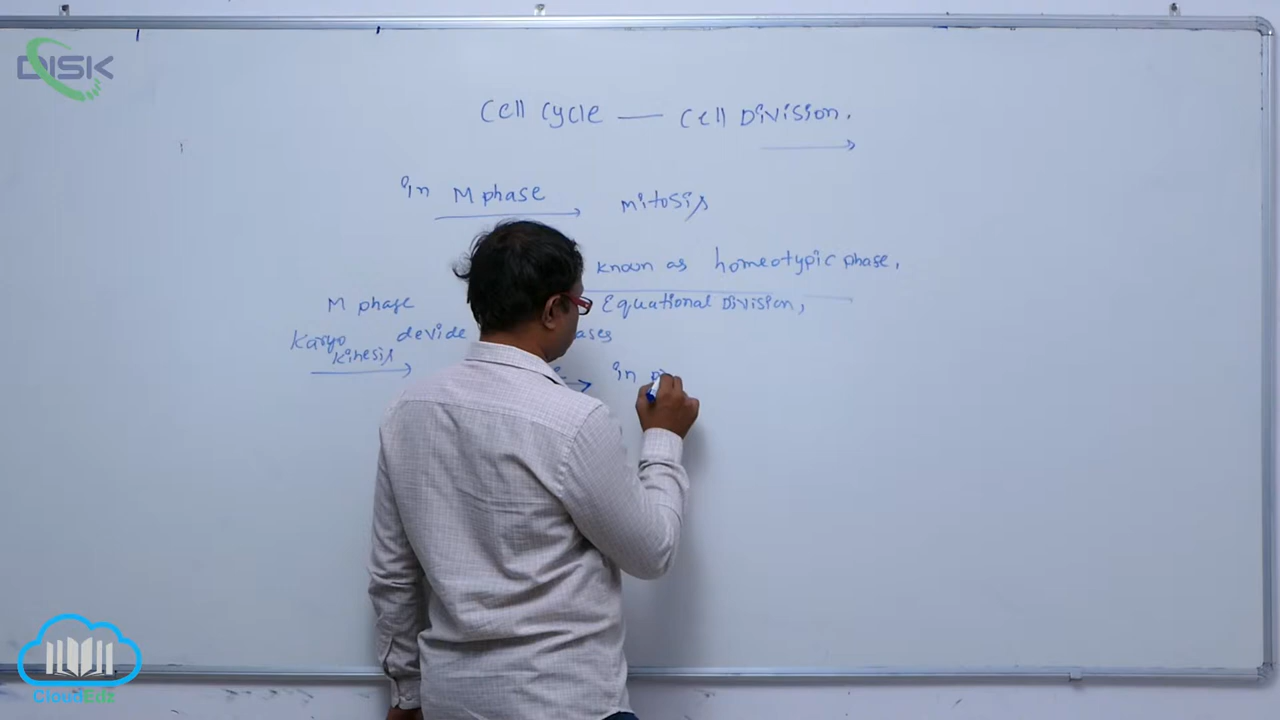 DISK
Cell Cycle — Cell Division.
in M phase mitosis
known as homeotypic phase,
M phase Equational Division,
Karyo devide ases
kinesis
in
CloudEdz